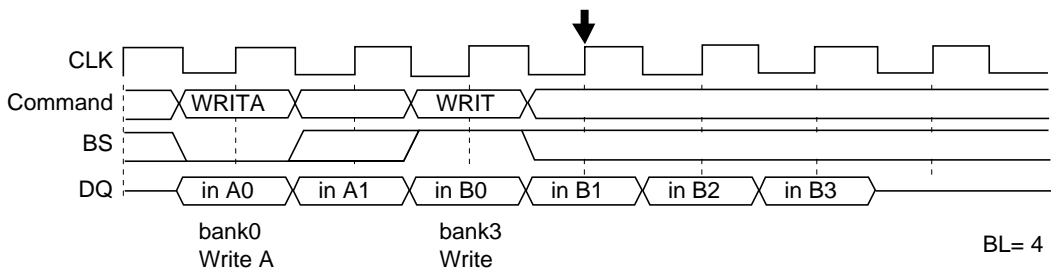 CLK
Command WRITA WRIT
BS
DQ in A0 in A1 in B0 in B1 in B2 in B3
bank0 bank3
Write A Write
BL= 4